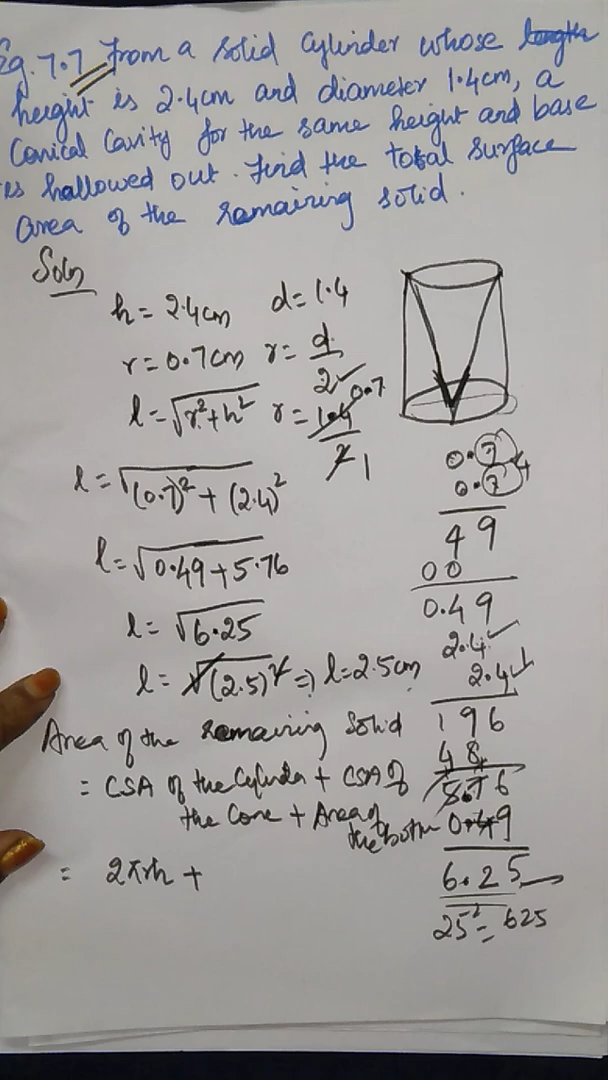 Eg. 7.7 From a solid cylinder whose length
height is 2.4cm and diameter 1.4cm, a
Conical Cavity for the same height and base
is hallowed out. Find the total surface
area of the remaining solid.
Soln
h = 2.4cm d = 1.4
r = 0.7cm r = d/2
l = √r²+h² r = 1.4/2 0.7
1
l = √(0.7)² + (2.4)²
l = √0.49+5.76
l = √6.25
l = √(2.5)² => l = 2.5cm
0.7
0.7
49
00
0.49
2.4
2.4
196
48
5.76
0.49
6.25
25² = 625
Area of the remaining Solid
= CSA of the Cylinda + CSA of
the Cone + Area of
the bottm
= 2πrh +